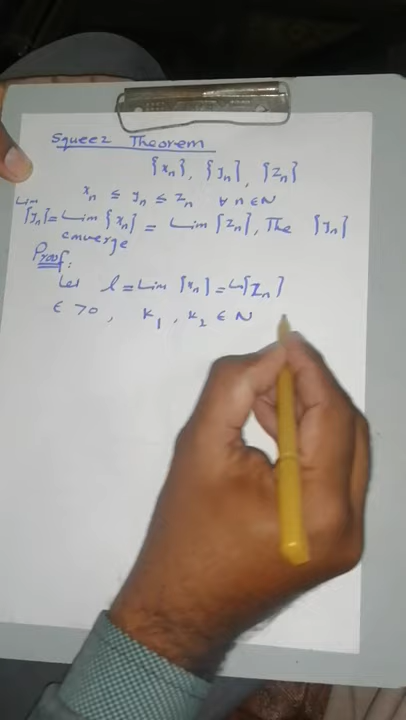 Squeez Theorem
{xn}, {yn}, {zn}
xn ≤ yn ≤ zn ∀ n ∈ N
Lim
{yn} = Lim {xn} = Lim {zn}, The {yn}
converge
Proof:
Let l = Lim {xn} = L {zn}
ϵ >0, K1, K2 ∈ N